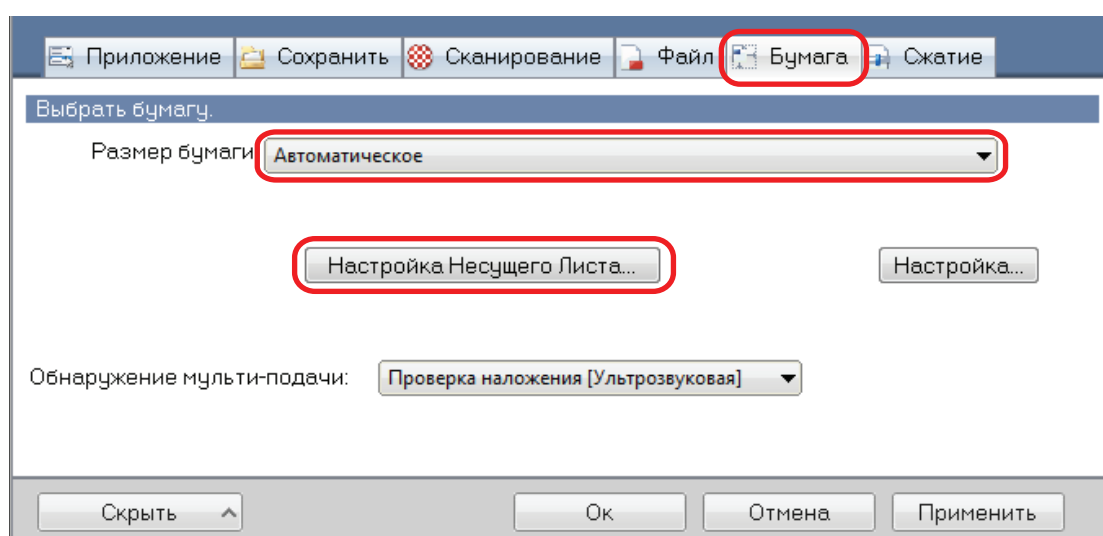 Приложение Сохранить Сканирование Файл Бумага Сжатие
Выбрать бумагу.
Размер бумаги Автоматическое
Настройка Несущего Листа... Настройка...
Обнаружение мульти-подачи: Проверка наложения [Ультрозвуковая]
Скрыть Ок Отмена Применить